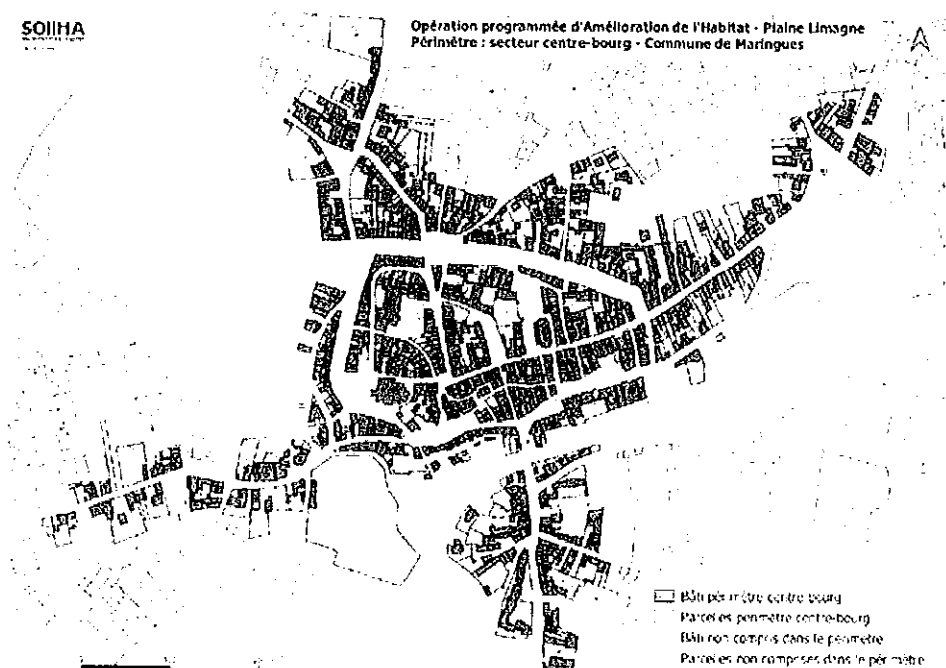 SOliHA
Opération programmée d'Amélioration de l'Habitat - Plaine Limagne
Périmètre : secteur centre-bourg - Commune de Maringues
Bâti périmètre centre-bourg
Parcelles périmètre centre-bourg
Bâti non compris dans le périmètre
Parcelles non comprises dans le périmètre